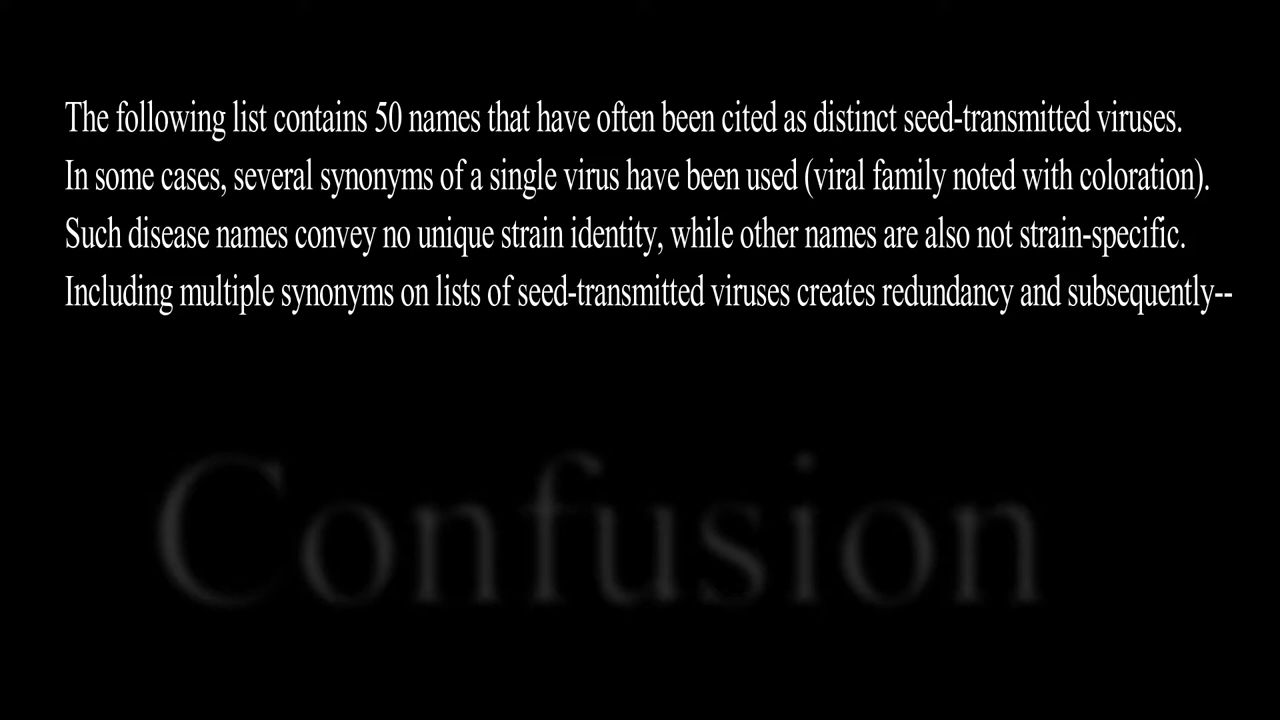 The following list contains 50 names that have often been cited as distinct seed-transmitted viruses.
In some cases, several synonyms of a single virus have been used (viral family noted with coloration).
Such disease names convey no unique strain identity, while other names are also not strain-specific.
Including multiple synonyms on lists of seed-transmitted viruses creates redundancy and subsequently--
Confusion